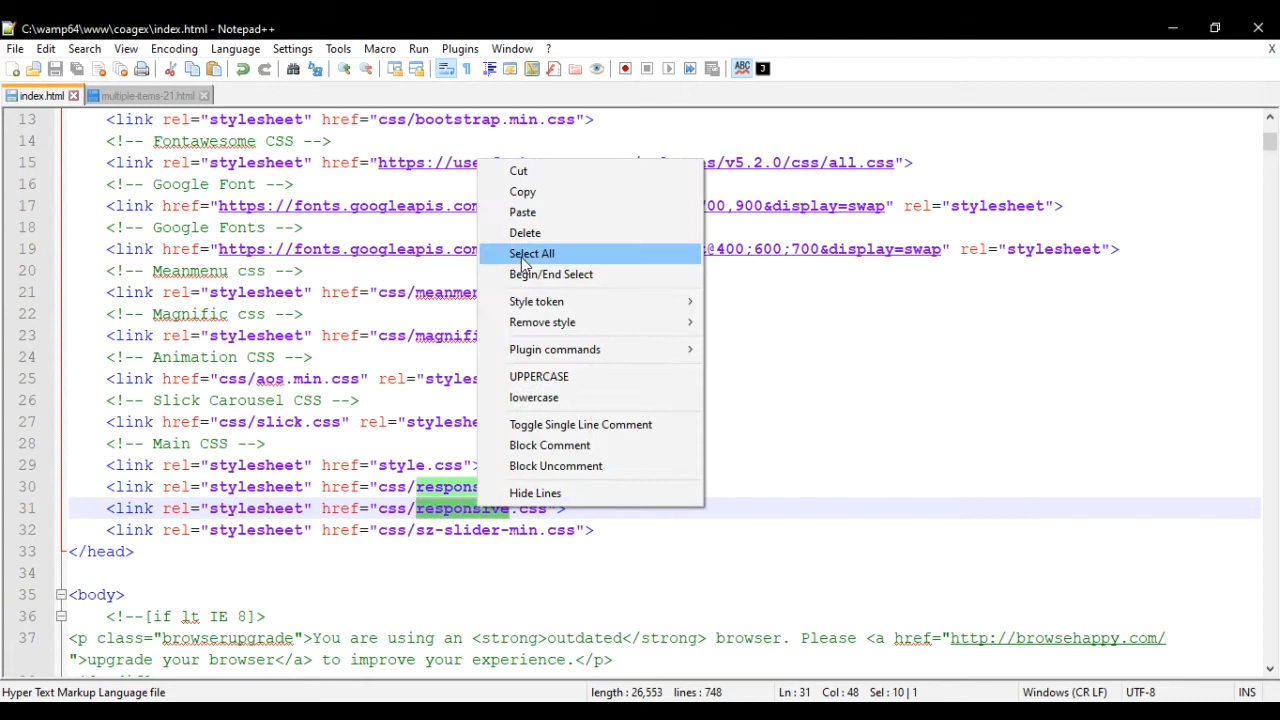 C:\wamp64\www\coagex\index.html - Notepad++
File Edit Search View Encoding Language Settings Tools Macro Run Plugins Window ? X
ABC
index.html multiple-items-21.html
13 <link rel="stylesheet" href="css/bootstrap.min.css">
14 <!-- Fontawesome CSS -->
15 <link rel="stylesheet" href="https://use /v5.2.0/css/all.css">
16 <!-- Google Font -->
17 <link href="https://fonts.googleapis.com 00,900&display=swap" rel="stylesheet">
18 <!-- Google Fonts -->
19 <link href="https://fonts.googleapis.com @400;600;700&display=swap" rel="stylesheet">
20 <!-- Meanmenu css -->
21 <link rel="stylesheet" href="css/meanmenu
22 <!-- Magnific css -->
23 <link rel="stylesheet" href="css/magnifi
24 <!-- Animation CSS -->
25 <link href="css/aos.min.css" rel="styles
26 <!-- Slick Carousel CSS -->
27 <link href="css/slick.css" rel="styleshe
28 <!-- Main CSS -->
29 <link rel="stylesheet" href="style.css">
30 <link rel="stylesheet" href="css/respons
31 <link rel="stylesheet" href="css/responsive.css">
32 <link rel="stylesheet" href="css/sz-slider-min.css">
33 </head>
34
35 <body>
36 <!--[if lt IE 8]>
37 <p class="browserupgrade">You are using an <strong>outdated</strong> browser. Please <a href="http://browsehappy.com/
">upgrade your browser</a> to improve your experience.</p>
Cut
Copy
Paste
Delete
Select All
Begin/End Select
Style token
Remove style
Plugin commands
UPPERCASE
lowercase
Toggle Single Line Comment
Block Comment
Block Uncomment
Hide Lines
Hyper Text Markup Language file length : 26,553 lines : 748 Ln : 31 Col : 48 Sel : 10 | 1 Windows (CR LF) UTF-8 INS